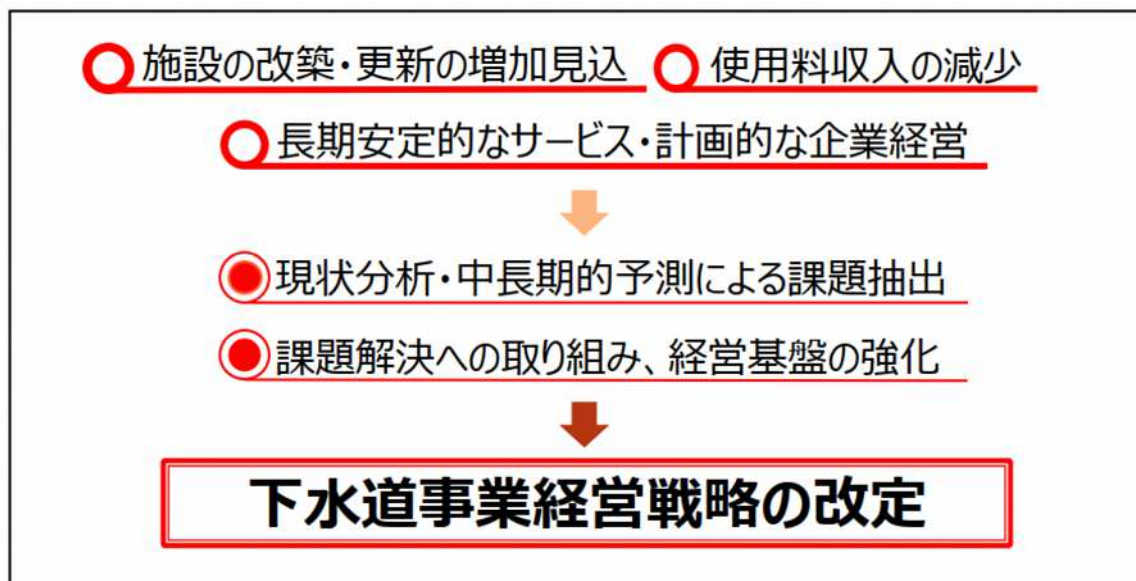 施設の改築・更新の増加見込 使用料収入の減少
長期安定的なサービス・計画的な企業経営
現状分析・中長期的予測による課題抽出
課題解決への取り組み、経営基盤の強化
下水道事業経営戦略の改定